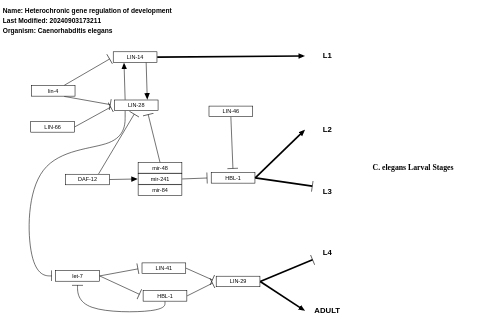 Name: Heterochronic gene regulation of development
Last Modified: 20240903173211
Organism: Caenorhabditis elegans
LIN-14
L1
lin-4
LIN-28
LIN-46
LIN-66
L2
mir-48
C. elegans Larval Stages
DAF-12
mir-241
HBL-1
mir-84
L3
L4
LIN-41
let-7
LIN-29
HBL-1
ADULT